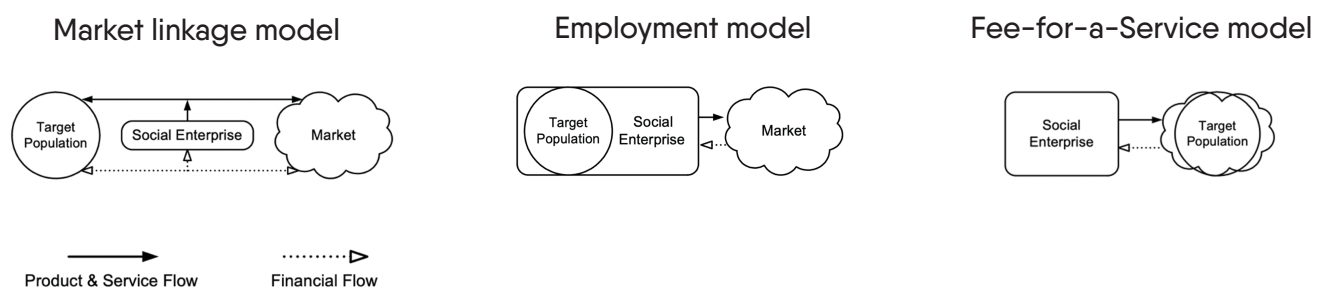 Market linkage model
Employment model
Fee-for-a-Service model
Target
Population
Social Enterprise
Market
Target
Population
Social
Enterprise
Market
Social
Enterprise
Target
Population
Product & Service Flow
Financial Flow